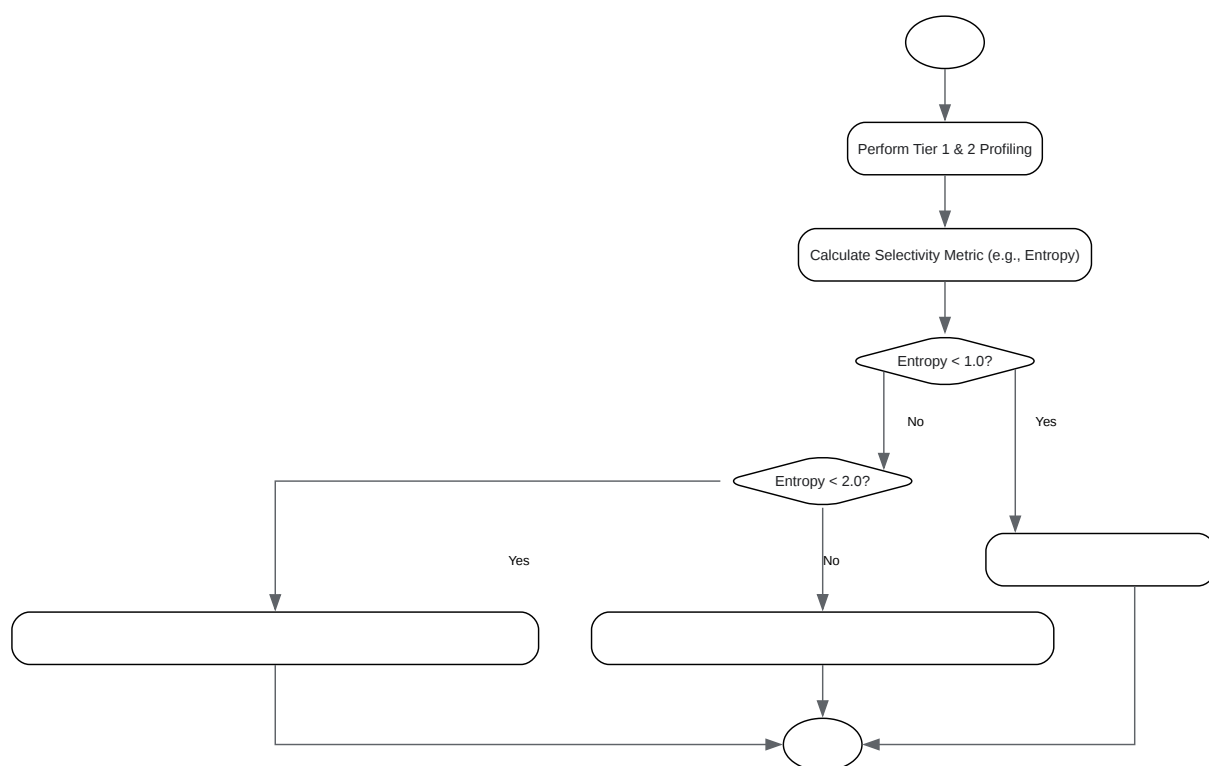 Perform Tier 1 & 2 Profiling
Calculate Selectivity Metric (e.g., Entropy)
Entropy < 1.0?
No
Yes
Entropy < 2.0?
Yes
No